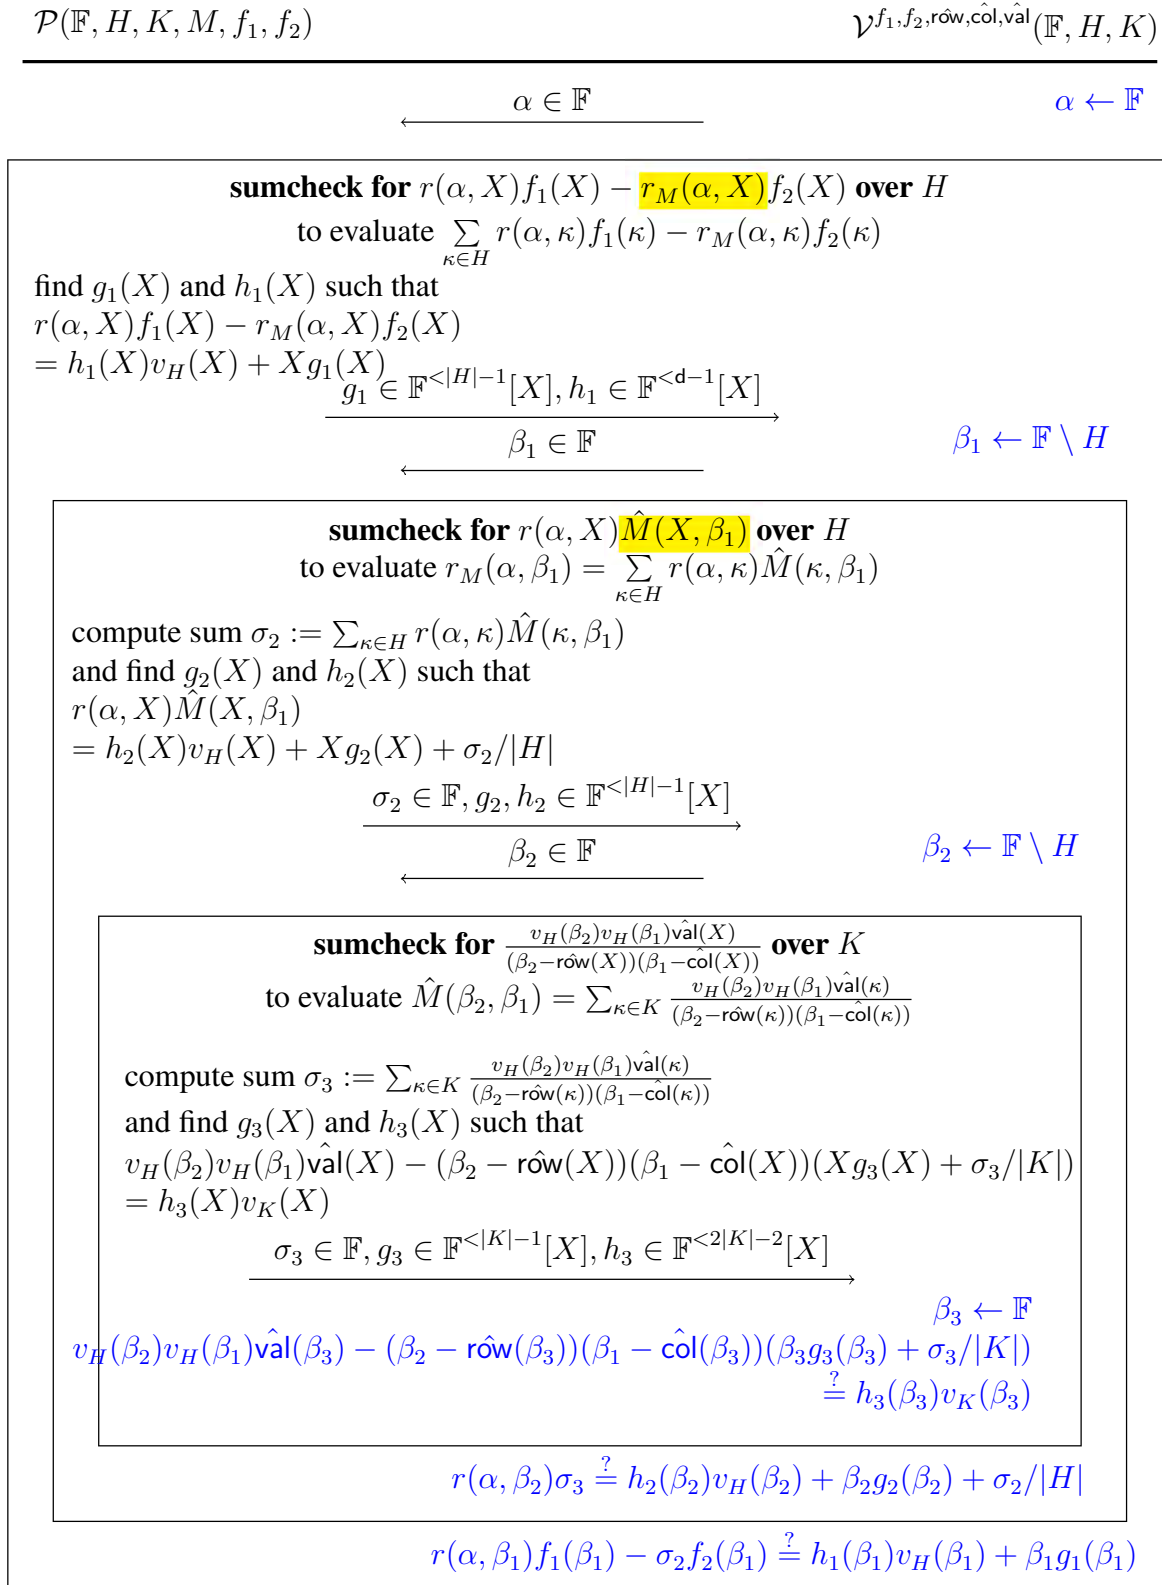 𝒫(𝔽, H, K, M, f₁, f₂) 𝒱^{f₁,f₂,rôw,côl,vâl}(𝔽, H, K)
α ∈ 𝔽 α ← 𝔽
sumcheck for r(α, X)f₁(X) − r_M(α, X)f₂(X) over H
to evaluate ∑_{κ∈H} r(α, κ)f₁(κ) − r_M(α, κ)f₂(κ)
find g₁(X) and h₁(X) such that
r(α, X)f₁(X) − r_M(α, X)f₂(X)
= h₁(X)v_H(X) + Xg₁(X)
g₁ ∈ 𝔽^{<|H|−1}[X], h₁ ∈ 𝔽^{<d−1}[X]
β₁ ∈ 𝔽 β₁ ← 𝔽 \ H
sumcheck for r(α, X)M̂(X, β₁) over H
to evaluate r_M(α, β₁) = ∑_{κ∈H} r(α, κ)M̂(κ, β₁)
compute sum σ₂ := ∑_{κ∈H} r(α, κ)M̂(κ, β₁)
and find g₂(X) and h₂(X) such that
r(α, X)M̂(X, β₁)
= h₂(X)v_H(X) + Xg₂(X) + σ₂/|H|
σ₂ ∈ 𝔽, g₂, h₂ ∈ 𝔽^{<|H|−1}[X]
β₂ ∈ 𝔽 β₂ ← 𝔽 \ H
sumcheck for \frac{v_H(β₂)v_H(β₁)vâl(X)}{(β₂−rôw(X))(β₁−côl(X))} over K
to evaluate M̂(β₂, β₁) = ∑_{κ∈K} \frac{v_H(β₂)v_H(β₁)vâl(κ)}{(β₂−rôw(κ))(β₁−côl(κ))}
compute sum σ₃ := ∑_{κ∈K} \frac{v_H(β₂)v_H(β₁)vâl(κ)}{(β₂−rôw(κ))(β₁−côl(κ))}
and find g₃(X) and h₃(X) such that
v_H(β₂)v_H(β₁)vâl(X) − (β₂ − rôw(X))(β₁ − côl(X))(Xg₃(X) + σ₃/|K|)
= h₃(X)v_K(X)
σ₃ ∈ 𝔽, g₃ ∈ 𝔽^{<|K|−1}[X], h₃ ∈ 𝔽^{<2|K|−2}[X]
β₃ ← 𝔽
v_H(β₂)v_H(β₁)vâl(β₃) − (β₂ − rôw(β₃))(β₁ − côl(β₃))(β₃g₃(β₃) + σ₃/|K|)
≟ h₃(β₃)v_K(β₃)
r(α, β₂)σ₃ ≟ h₂(β₂)v_H(β₂) + β₂g₂(β₂) + σ₂/|H|
r(α, β₁)f₁(β₁) − σ₂f₂(β₁) ≟ h₁(β₁)v_H(β₁) + β₁g₁(β₁)